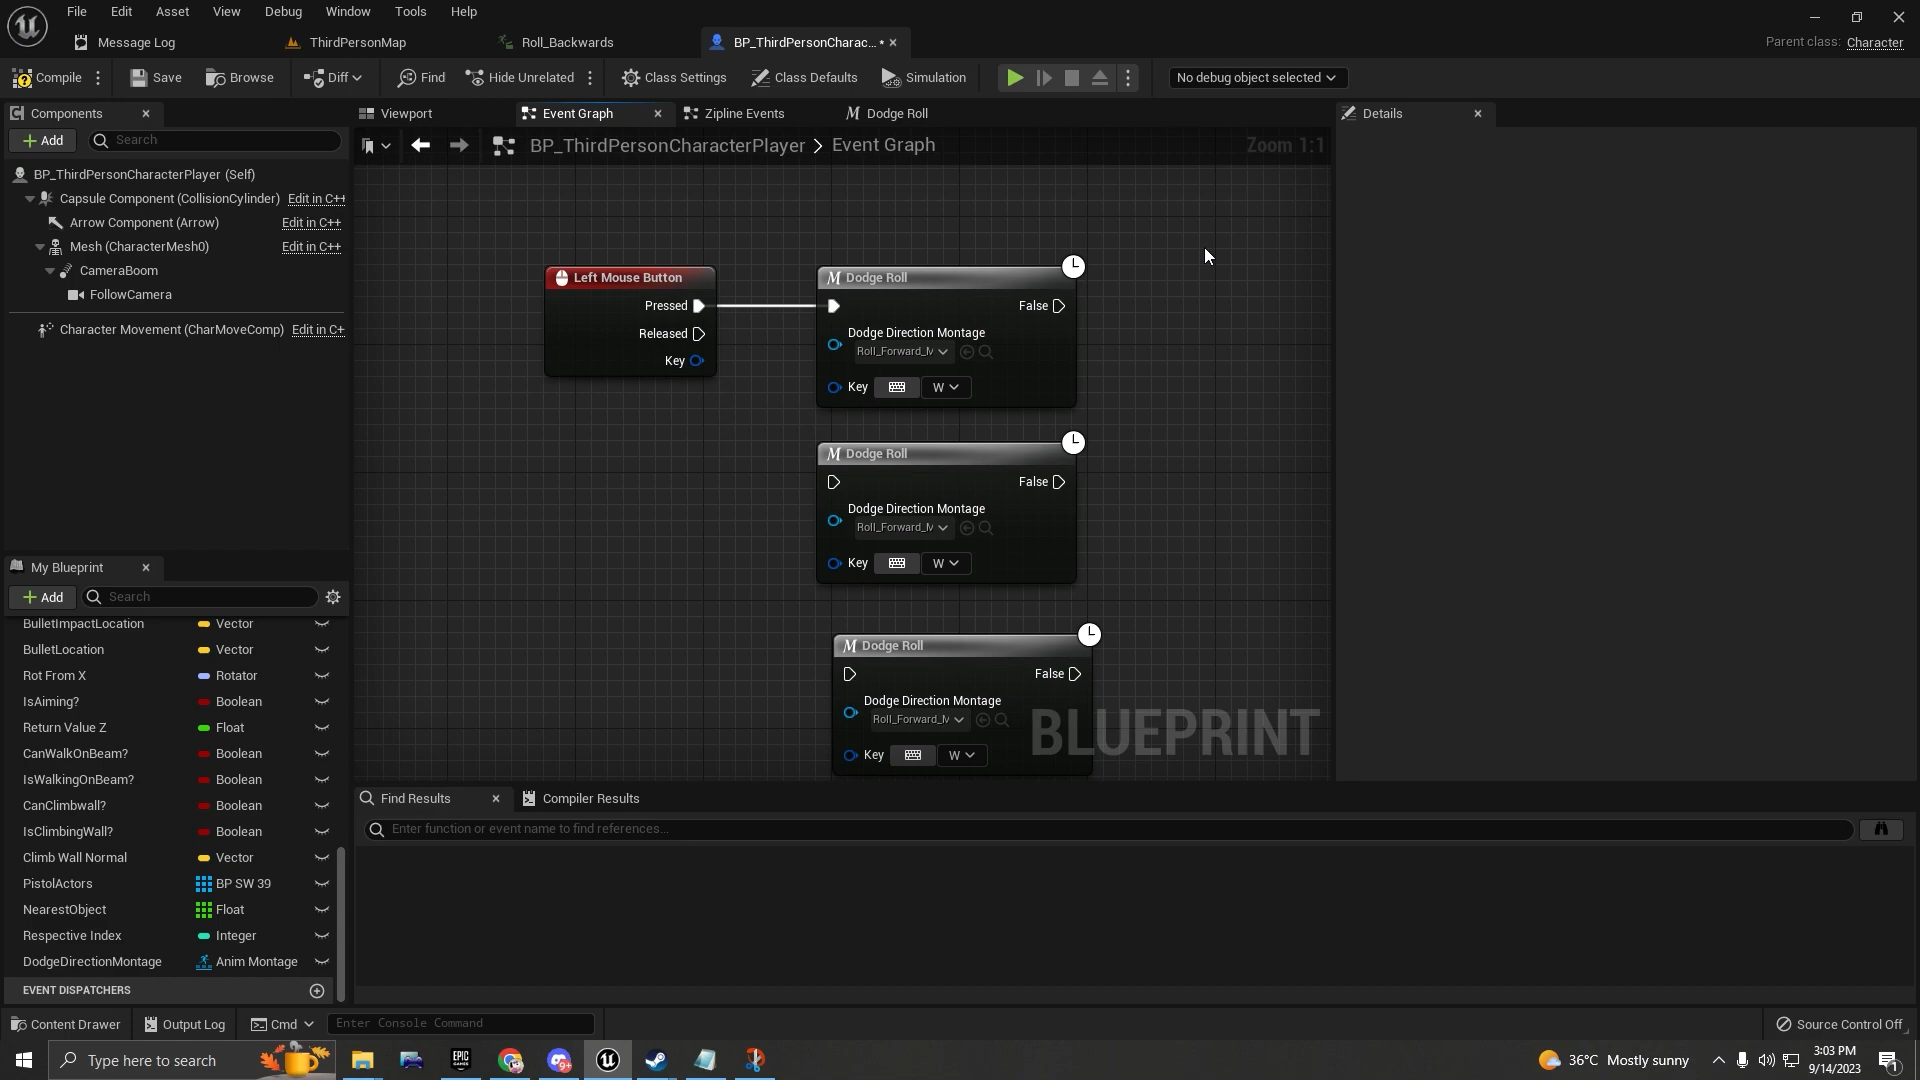 File Edit Asset View Debug Window Tools Help
Message Log
ThirdPersonMap
Roll_Backwards
BP_ThirdPersonCharac... •
Parent class: Character
Compile
Save
Browse
Diff
Find
Hide Unrelated
Class Settings
Class Defaults
Simulation
No debug object selected
Components
Viewport
Event Graph
Zipline Events
Dodge Roll
Details
+ Add
Search
BP_ThirdPersonCharacterPlayer > Event Graph
Zoom 1:1
BP_ThirdPersonCharacterPlayer (Self)
Capsule Component (CollisionCylinder) Edit in C++
Arrow Component (Arrow) Edit in C++
Mesh (CharacterMesh0) Edit in C++
CameraBoom
FollowCamera
Character Movement (CharMoveComp) Edit in C+
Left Mouse Button
Pressed
Released
Key
Dodge Roll
False
Dodge Direction Montage
Roll_Forward_M
Key W
Dodge Roll
False
Dodge Direction Montage
Roll_Forward_M
Key W
Dodge Roll
False
Dodge Direction Montage
Roll_Forward_M
Key W
BLUEPRINT
My Blueprint
+ Add
Search
BulletImpactLocation Vector
BulletLocation Vector
Rot From X Rotator
IsAiming? Boolean
Return Value Z Float
CanWalkOnBeam? Boolean
IsWalkingOnBeam? Boolean
CanClimbwall? Boolean
IsClimbingWall? Boolean
Climb Wall Normal Vector
PistolActors BP SW 39
NearestObject Float
Respective Index Integer
DodgeDirectionMontage Anim Montage
EVENT DISPATCHERS
Find Results
Compiler Results
Enter function or event name to find references...
Content Drawer
Output Log
Cmd
Enter Console Command
Source Control Off
Type here to search
EPIC GAMES
9+
36°C Mostly sunny
3:03 PM
9/14/2023
1